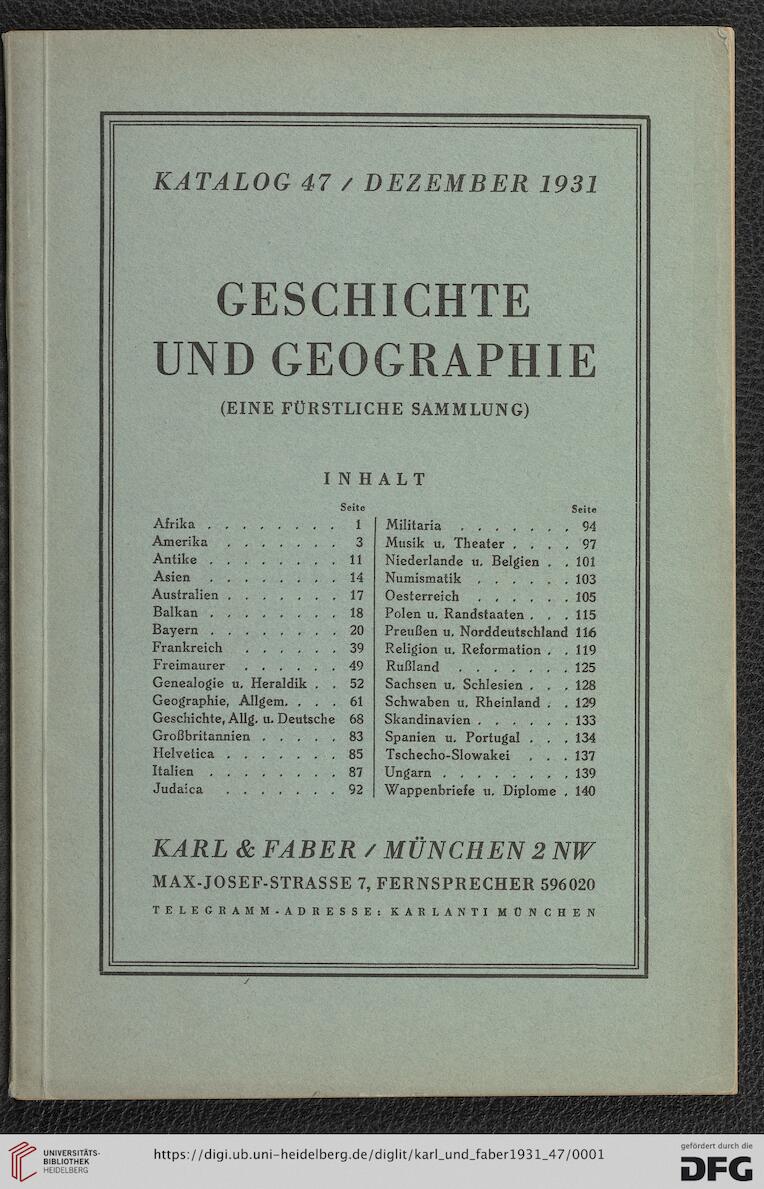 KATALOG 47 / DEZEMBER 1931
GESCHICHTE
UND GEOGRAPHIE
(EINE FÜRSTLICHE SAMMLUNG)
INHALT
Seite
Afrika . . . . . . . . 1
Amerika . . . . . . . 3
Antike . . . . . . . . 11
Asien . . . . . . . . 14
Australien . . . . . . . 17
Balkan . . . . . . . . 18
Bayern . . . . . . . . 20
Frankreich . . . . . . 39
Freimaurer . . . . . . 49
Genealogie u. Heraldik . . 52
Geographie, Allgem. . . . 61
Geschichte, Allg. u. Deutsche 68
Großbritannien . . . . . 83
Helvetica . . . . . . . 85
Italien . . . . . . . . 87
Judaica . . . . . . . 92
Seite
Militaria . . . . . . . 94
Musik u. Theater . . . . 97
Niederlande u. Belgien . . 101
Numismatik . . . . . . 103
Oesterreich . . . . . . 105
Polen u. Randstaaten . . . 115
Preußen u. Norddeutschland 116
Religion u. Reformation . . 119
Rußland . . . . . . . 125
Sachsen u. Schlesien . . . 128
Schwaben u. Rheinland . . 129
Skandinavien . . . . . . 133
Spanien u. Portugal . . . 134
Tschecho-Slowakei . . . 137
Ungarn . . . . . . . . 139
Wappenbriefe u. Diplome . 140
KARL & FABER / MÜNCHEN 2 NW
MAX-JOSEF-STRASSE 7, FERNSPRECHER 596020
TELEGRAMM-ADRESSE: KARLANTI MÜNCHEN
UNIVERSITÄTS-
BIBLIOTHEK
HEIDELBERG
https://digi.ub.uni-heidelberg.de/diglit/karl_und_faber1931_47/0001
gefördert durch die
DFG